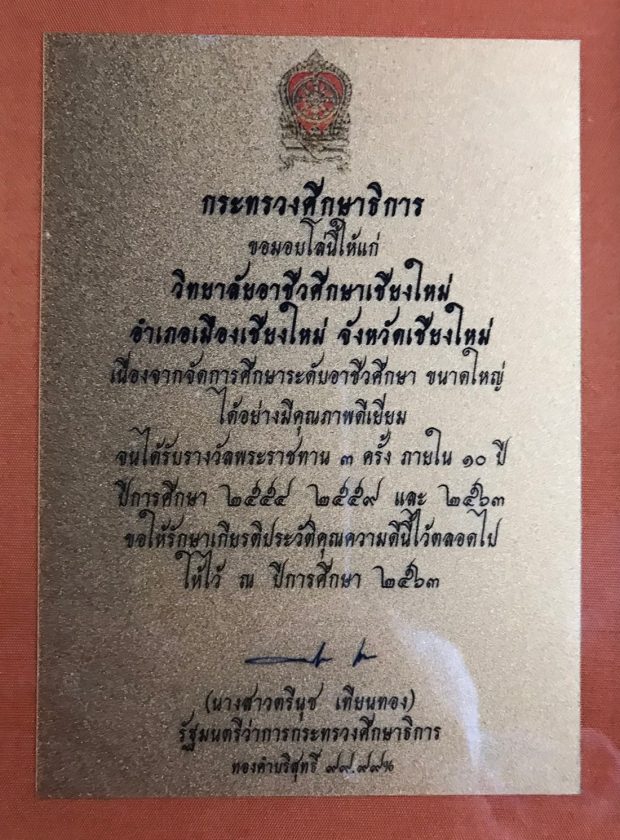 กระทรวงศึกษาธิการ
ขอมอบโล่นี้ให้แก่
วิทยาลัยอาชีวศึกษาเชียงใหม่
อำเภอเมืองเชียงใหม่ จังหวัดเชียงใหม่
เนื่องจากจัดการศึกษาระดับอาชีวศึกษา ขนาดใหญ่
ได้อย่างมีคุณภาพดีเยี่ยม
จนได้รับรางวัลพระราชทาน ๓ ครั้ง ภายใน ๑๐ ปี
ปีการศึกษา ๒๕๕๔ ๒๕๕๙ และ ๒๕๖๓
ขอให้รักษาเกียรติประวัติคุณความดีนี้ไว้ตลอดไป
ให้ไว้ ณ ปีการศึกษา ๒๕๖๓
(นางสาวตรีนุช เทียนทอง)
รัฐมนตรีว่าการกระทรวงศึกษาธิการ
ทองคำบริสุทธิ์ ๙๙.๙๙%